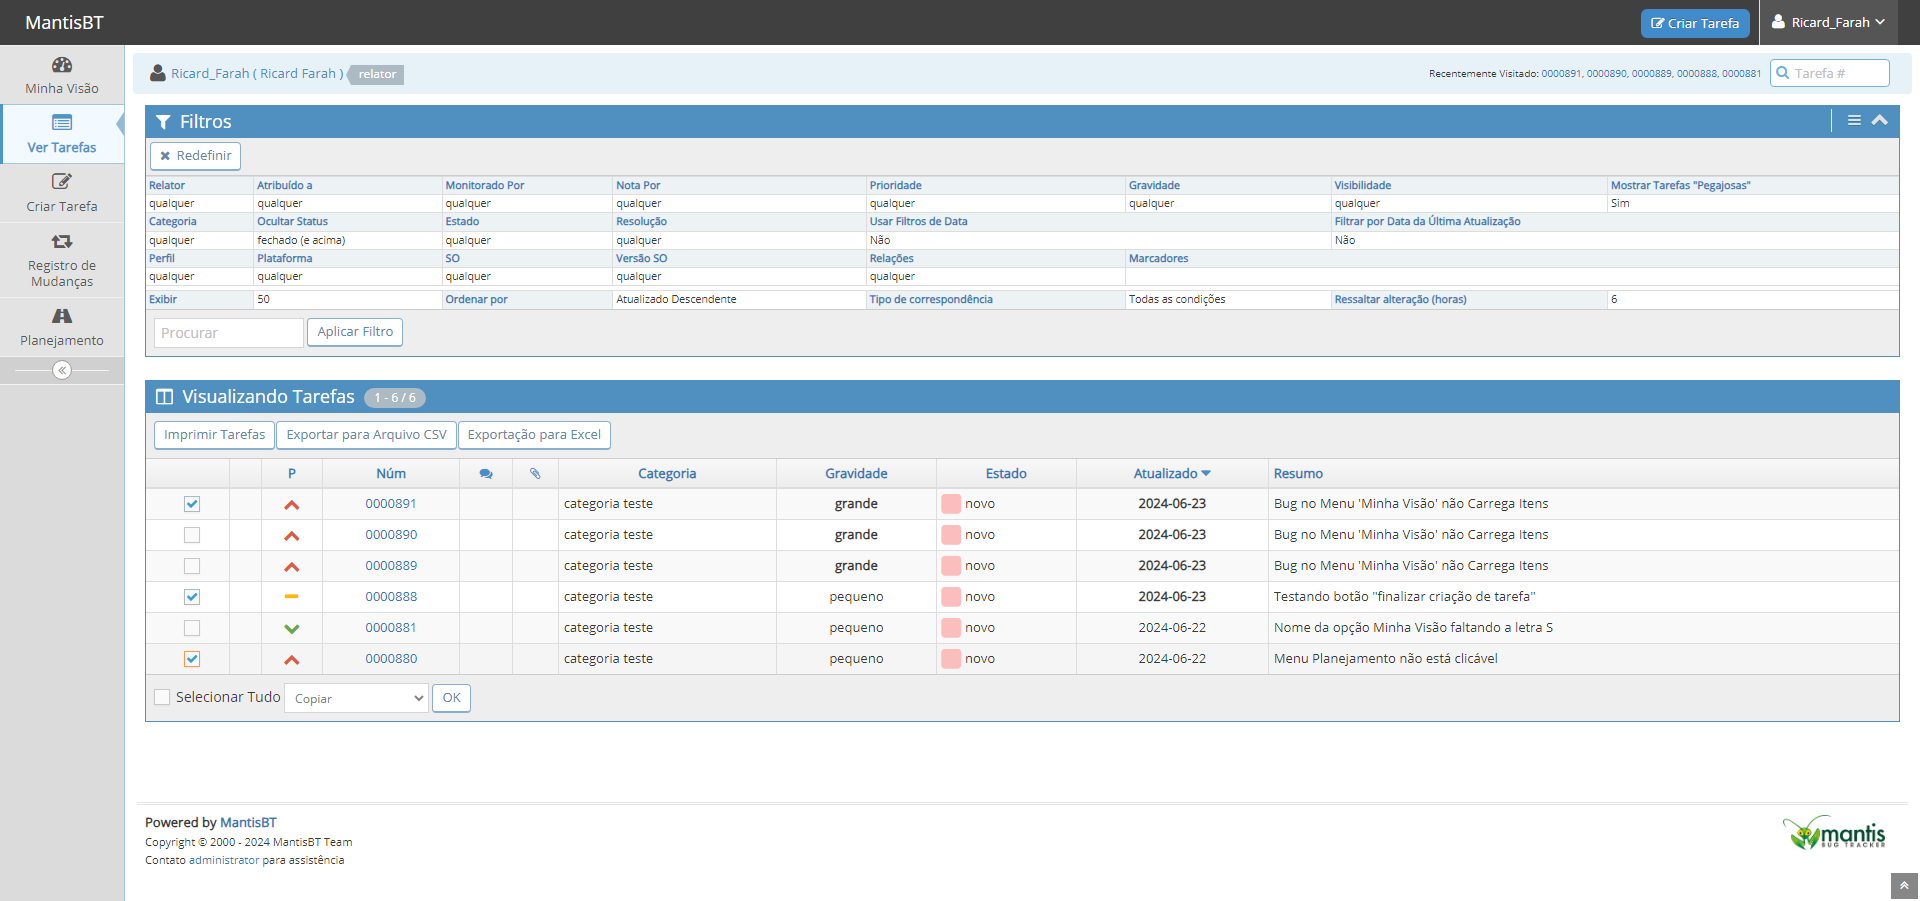 MantisBT
Criar Tarefa
Ricard_Farah
Minha Visão
Ver Tarefas
Criar Tarefa
Registro de
Mudanças
Planejamento
Ricard_Farah ( Ricard Farah ) relator
Recentemente Visitado: 0000891, 0000890, 0000889, 0000888, 0000881
Tarefa #
Filtros
Redefinir
Relator Atribuído a Monitorado Por Nota Por Prioridade Gravidade Visibilidade Mostrar Tarefas "Pegajosas"
qualquer qualquer qualquer qualquer qualquer qualquer qualquer Sim
Categoria Ocultar Status Estado Resolução Usar Filtros de Data Filtrar por Data da Última Atualização
qualquer fechado (e acima) qualquer qualquer Não Não
Perfil Plataforma SO Versão SO Relações Marcadores
qualquer qualquer qualquer qualquer qualquer
Exibir 50 Ordenar por Atualizado Descendente Tipo de correspondência Todas as condições Ressaltar alteração (horas) 6
Procurar Aplicar Filtro
Visualizando Tarefas 1 - 6 / 6
Imprimir Tarefas Exportar para Arquivo CSV Exportação para Excel
P Núm Categoria Gravidade Estado Atualizado Resumo
0000891 categoria teste grande novo 2024-06-23 Bug no Menu 'Minha Visão' não Carrega Itens
0000890 categoria teste grande novo 2024-06-23 Bug no Menu 'Minha Visão' não Carrega Itens
0000889 categoria teste grande novo 2024-06-23 Bug no Menu 'Minha Visão' não Carrega Itens
0000888 categoria teste pequeno novo 2024-06-23 Testando botão "finalizar criação de tarefa"
0000881 categoria teste pequeno novo 2024-06-22 Nome da opção Minha Visão faltando a letra S
0000880 categoria teste pequeno novo 2024-06-22 Menu Planejamento não está clicável
Selecionar Tudo Copiar OK
Powered by MantisBT
Copyright © 2000 - 2024 MantisBT Team
Contato administrator para assistência
mantis
BUG TRACKER